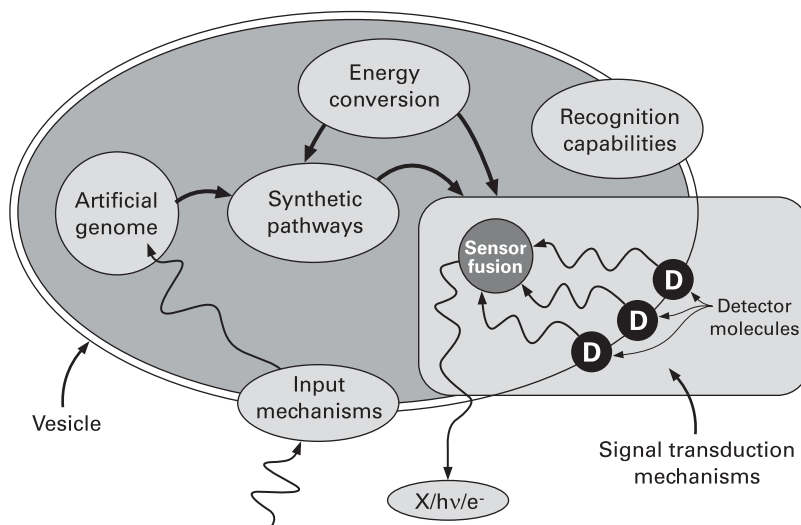 Energy
conversion
Recognition
capabilities
Artificial
genome
Synthetic
pathways
Sensor
fusion
D
D
D
Detector
molecules
Input
mechanisms
Vesicle
Signal transduction
mechanisms
X/hν/e-